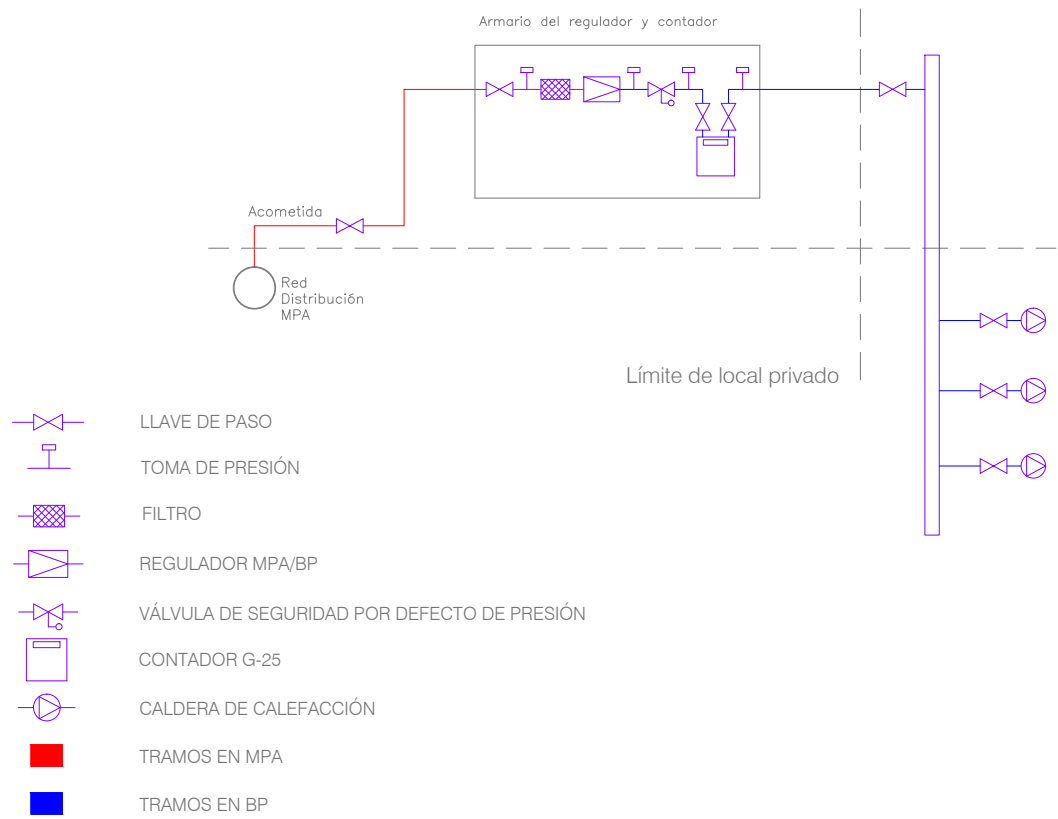 Armario del regulador y contador
Acometida
Red
Distribución
MPA
Límite de local privado
LLAVE DE PASO
TOMA DE PRESIÓN
FILTRO
REGULADOR MPA/BP
VÁLVULA DE SEGURIDAD POR DEFECTO DE PRESIÓN
CONTADOR G-25
CALDERA DE CALEFACCIÓN
TRAMOS EN MPA
TRAMOS EN BP